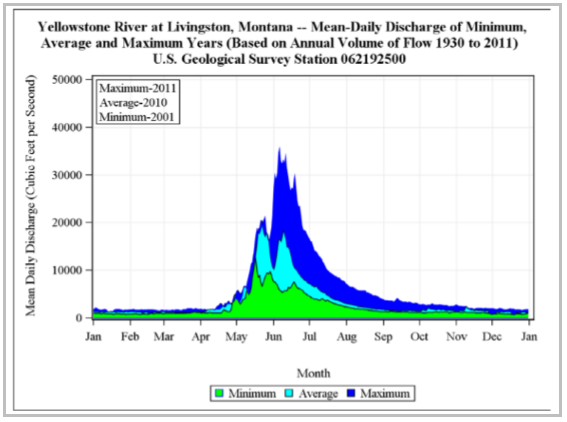 Yellowstone River at Livingston, Montana -- Mean-Daily Discharge of Minimum,
Average and Maximum Years (Based on Annual Volume of Flow 1930 to 2011)
U.S. Geological Survey Station 062192500
Mean Daily Discharge (Cubic Feet per Second)
50000
40000
30000
20000
10000
0
Maximum-2011
Average-2010
Minimum-2001
Jan Feb Mar Apr May Jun Jul Aug Sep Oct Nov Dec Jan
Month
Minimum Average Maximum